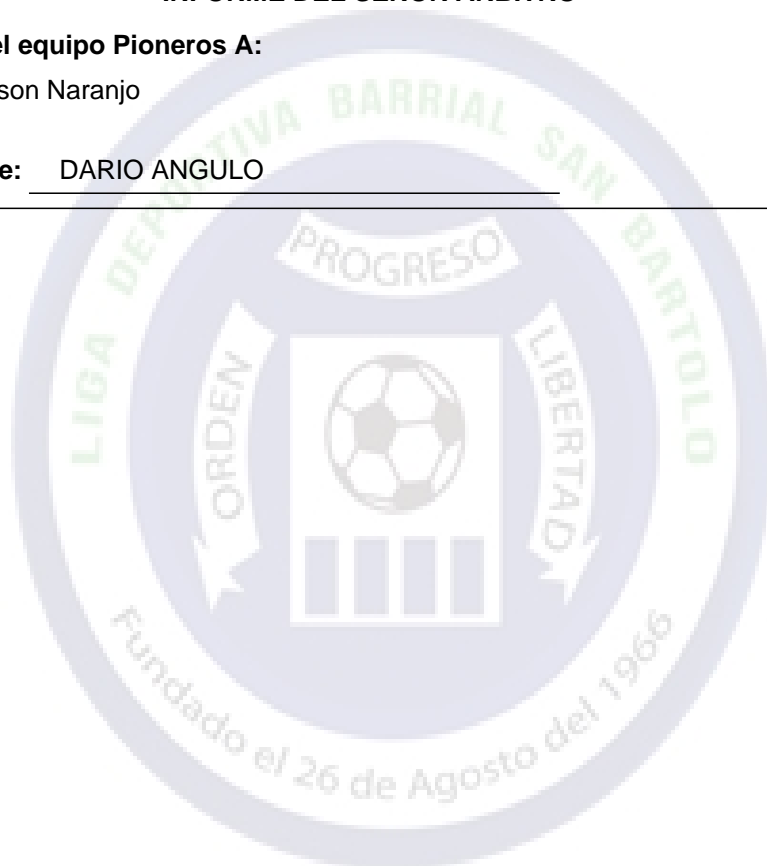 INFORME DEL SEÑOR
el equipo Pioneros A:
son Naranjo
e: DARIO ANGULO
LIGA DEPORTIVA BARRIAL SAN BARTOLO
PROGRESO
ORDEN
LIBERTAD
Fundado el 26 de Agosto del 1966